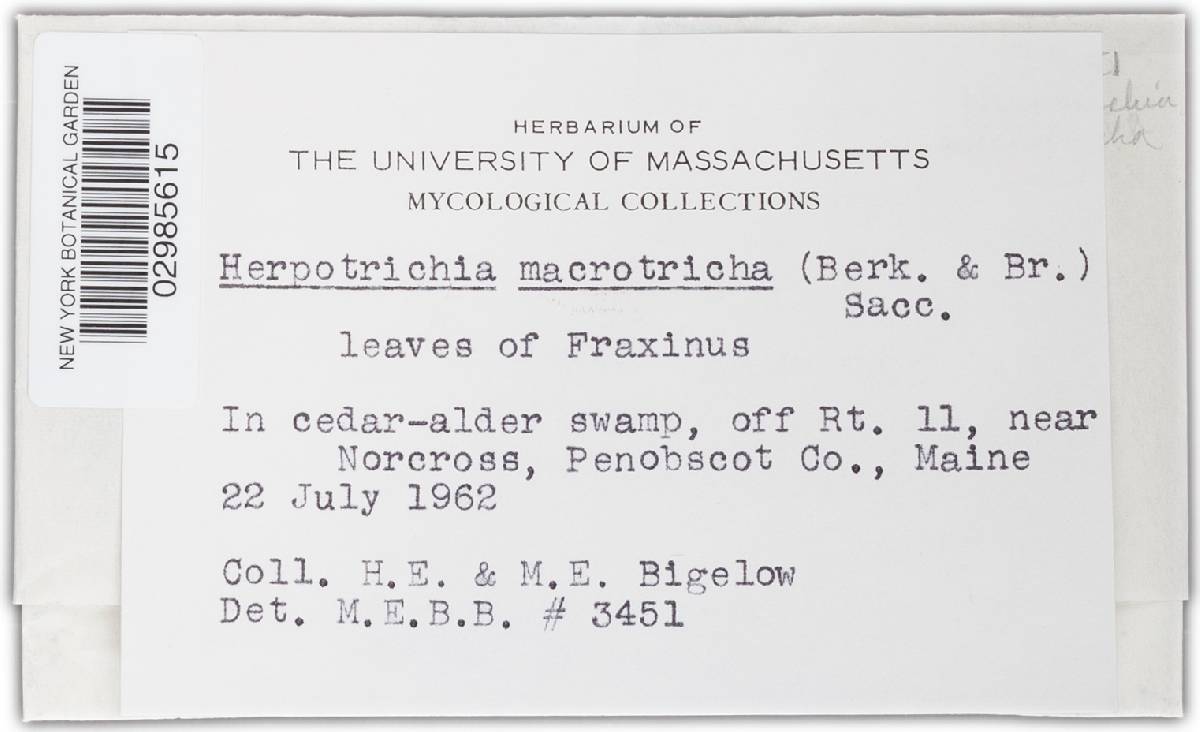 NEW YORK BOTANICAL GARDEN
02985615
HERBARIUM OF
THE UNIVERSITY OF MASSACHUSETTS
MYCOLOGICAL COLLECTIONS
Herpotrichia macrotricha (Berk. & Br.)
Sacc.
leaves of Fraxinus
In cedar-alder swamp, off Rt. 11, near
Norcross, Penobscot Co., Maine
22 July 1962
Coll. H.E. & M.E. Bigelow
Det. M.E.B.B. # 3451